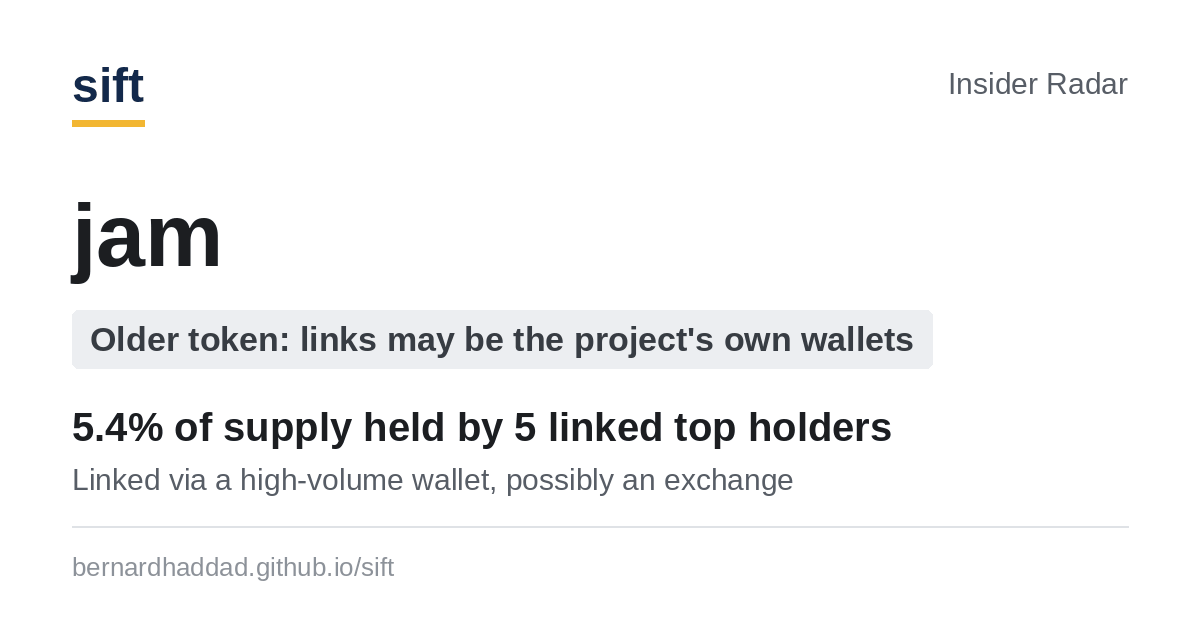 sift
Insider Radar
jam
Older token: links may be the project's own wallets
5.4% of supply held by 5 linked top holders
Linked via a high-volume wallet, possibly an exchange
bernardhaddad.github.io/sift